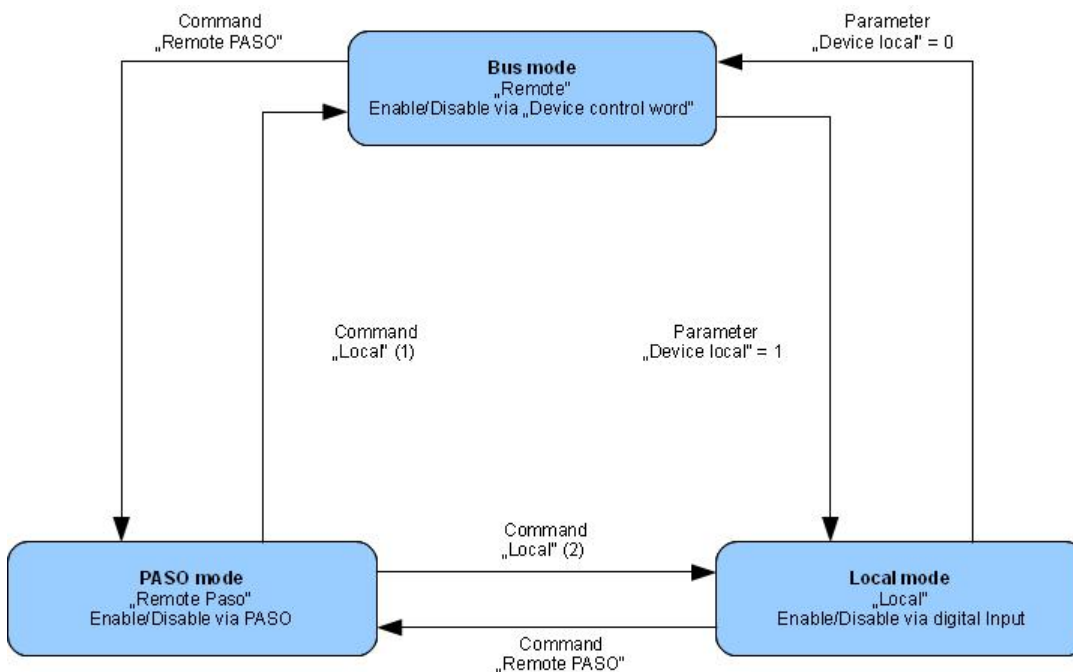 Command
„Remote PASO"
Parameter
„Device local" = 0
Bus mode
„Remote"
Enable/Disable via „Device control word"
Command
„Local" (1)
Parameter
„Device local" = 1
Command
„Local" (2)
PASO mode
„Remote Paso"
Enable/Disable via PASO
Local mode
„Local"
Enable/Disable via digital Input
Command
„Remote PASO"